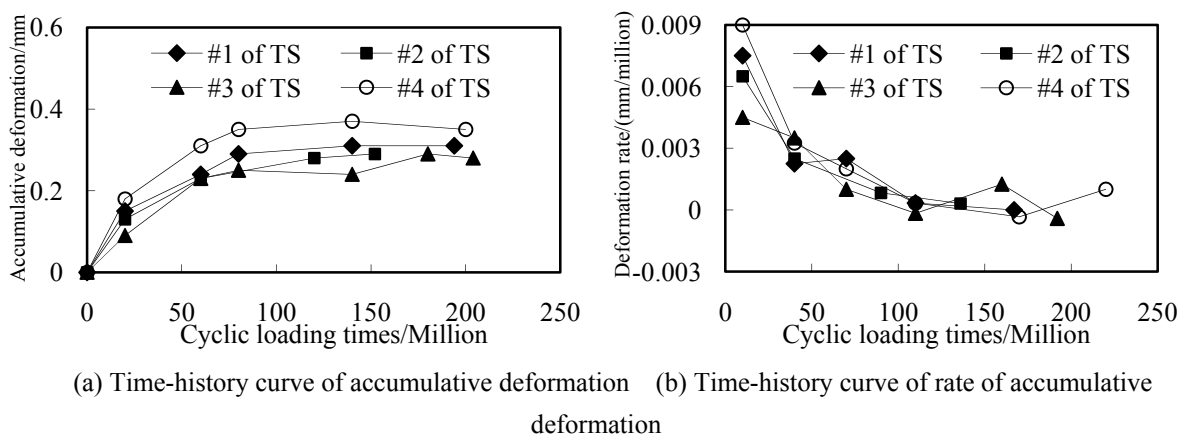 Accumulative deformation/mm
0.6
0.4
0.2
0
#1 of TS
#2 of TS
#3 of TS
#4 of TS
0 50 100 150 200 250
Cyclic loading times/Million
Deformation rate/(mm/million)
0.009
0.006
0.003
0
-0.003
#1 of TS
#2 of TS
#3 of TS
#4 of TS
0 50 100 150 200 250
Cyclic loading times/Million
(a) Time-history curve of accumulative deformation (b) Time-history curve of rate of accumulative
deformation